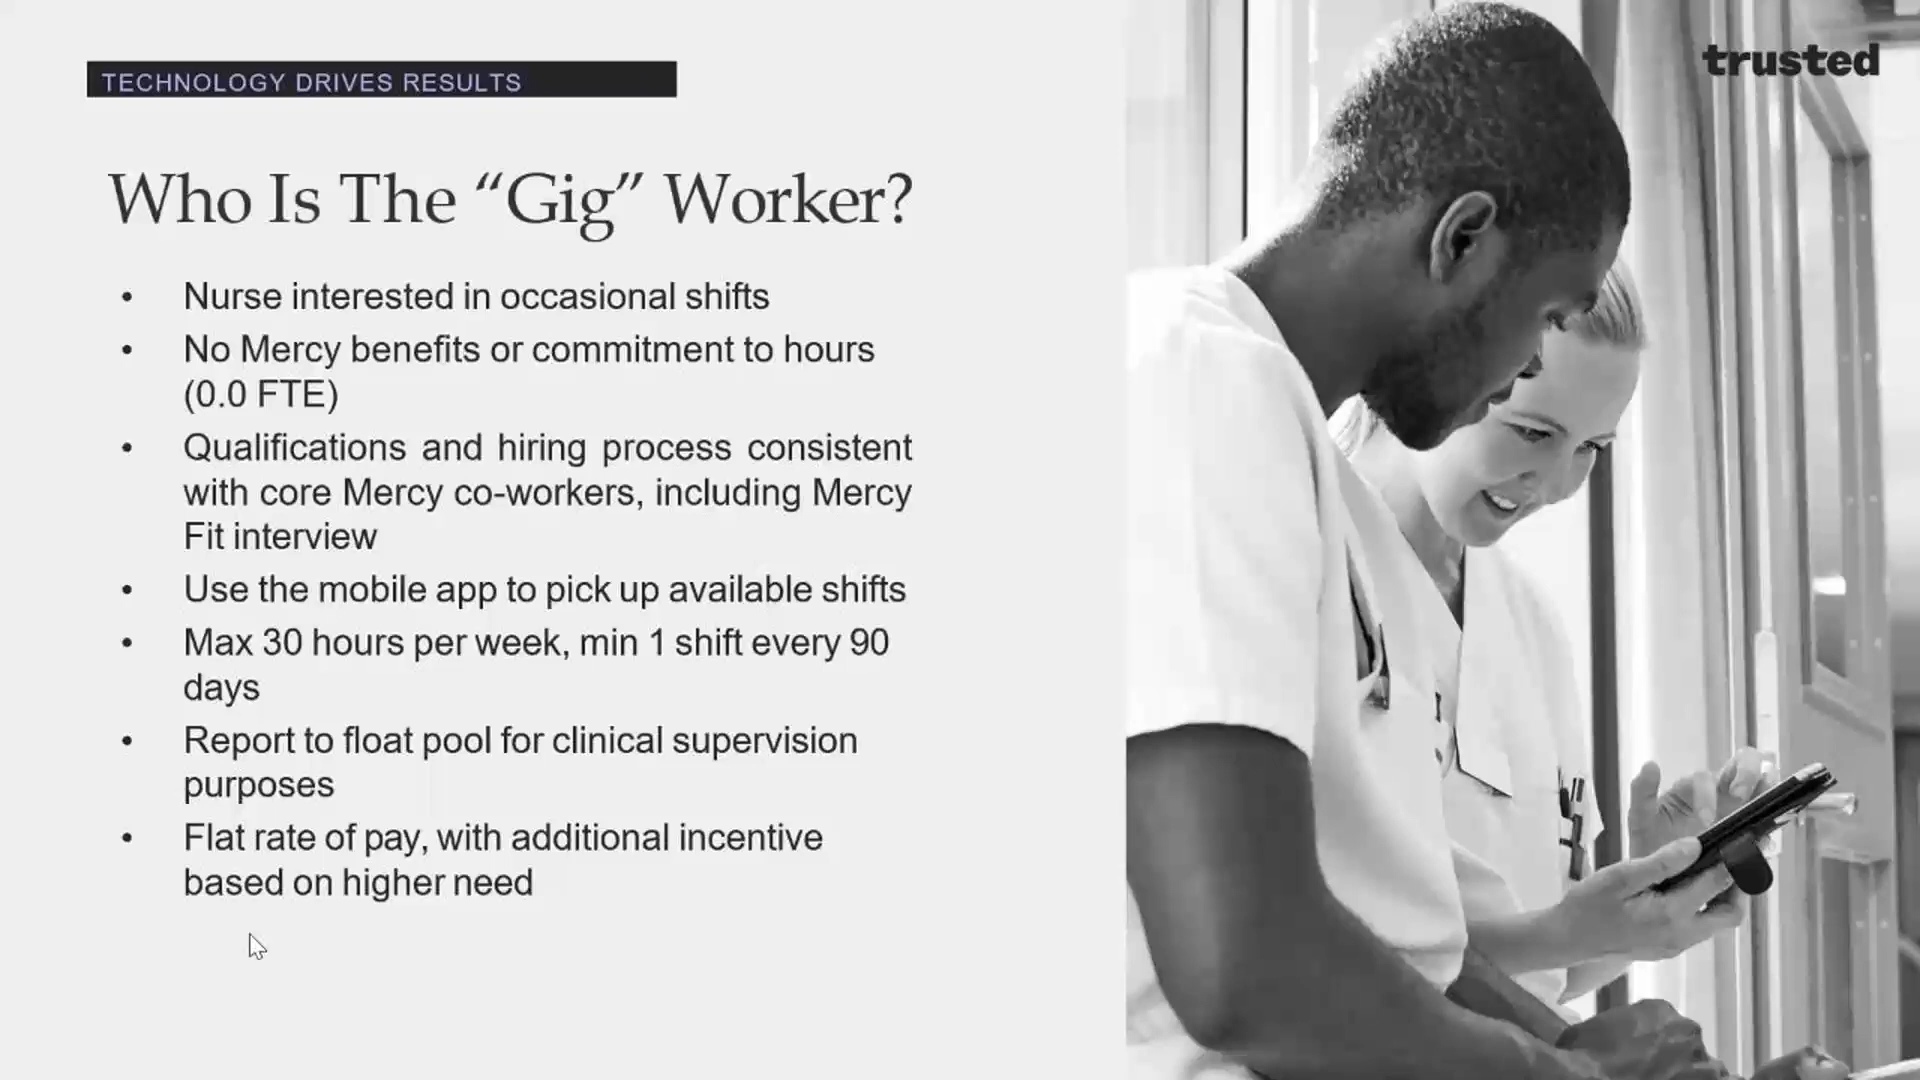 trusted
TECHNOLOGY DRIVES RESULTS
Who Is The “Gig” Worker?
• Nurse interested in occasional shifts
• No Mercy benefits or commitment to hours
(0.0 FTE)
• Qualifications and hiring process consistent
with core Mercy co-workers, including Mercy
Fit interview
• Use the mobile app to pick up available shifts
• Max 30 hours per week, min 1 shift every 90
days
• Report to float pool for clinical supervision
purposes
• Flat rate of pay, with additional incentive
based on higher need